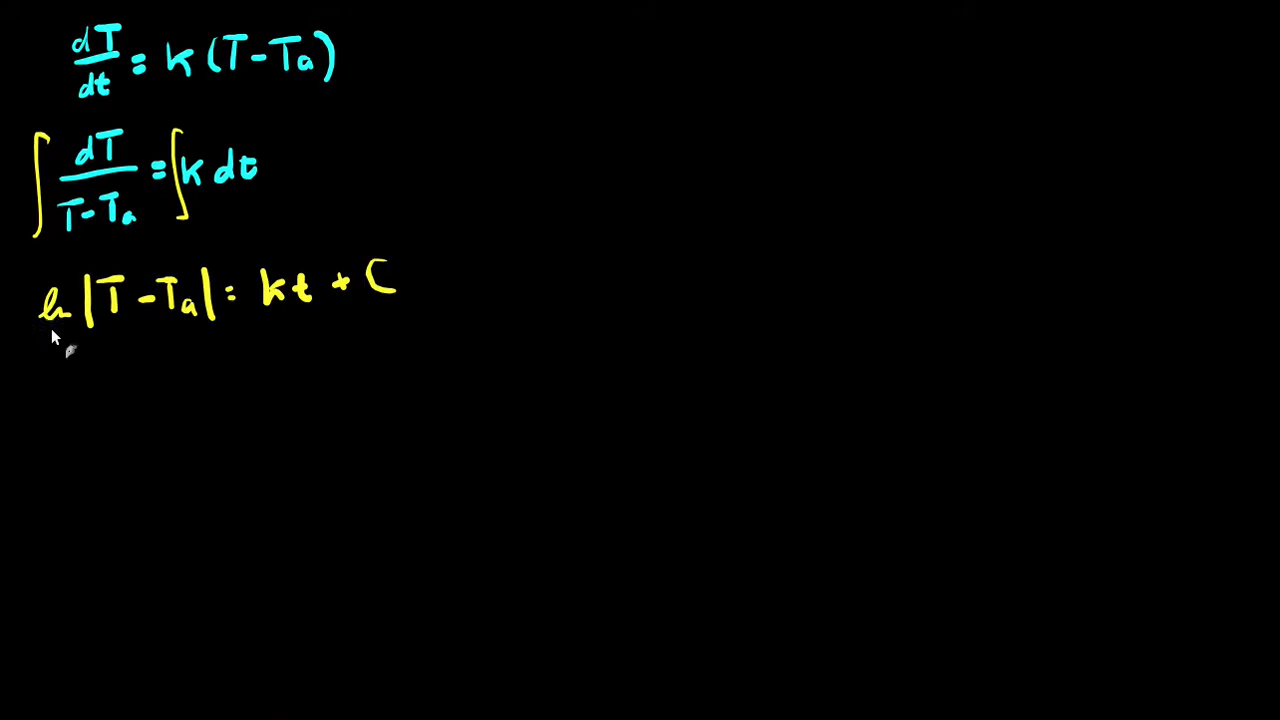 dT/dt = k (T - Ta)
∫ dT/(T - Ta) = ∫ k dt
ln |T - Ta| = kt + C